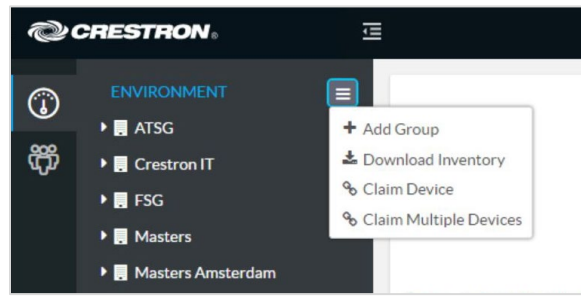 CRESTRON®
ENVIRONMENT
ATSG
Crestron IT
FSG
Masters
Masters Amsterdam
Add Group
Download Inventory
Claim Device
Claim Multiple Devices